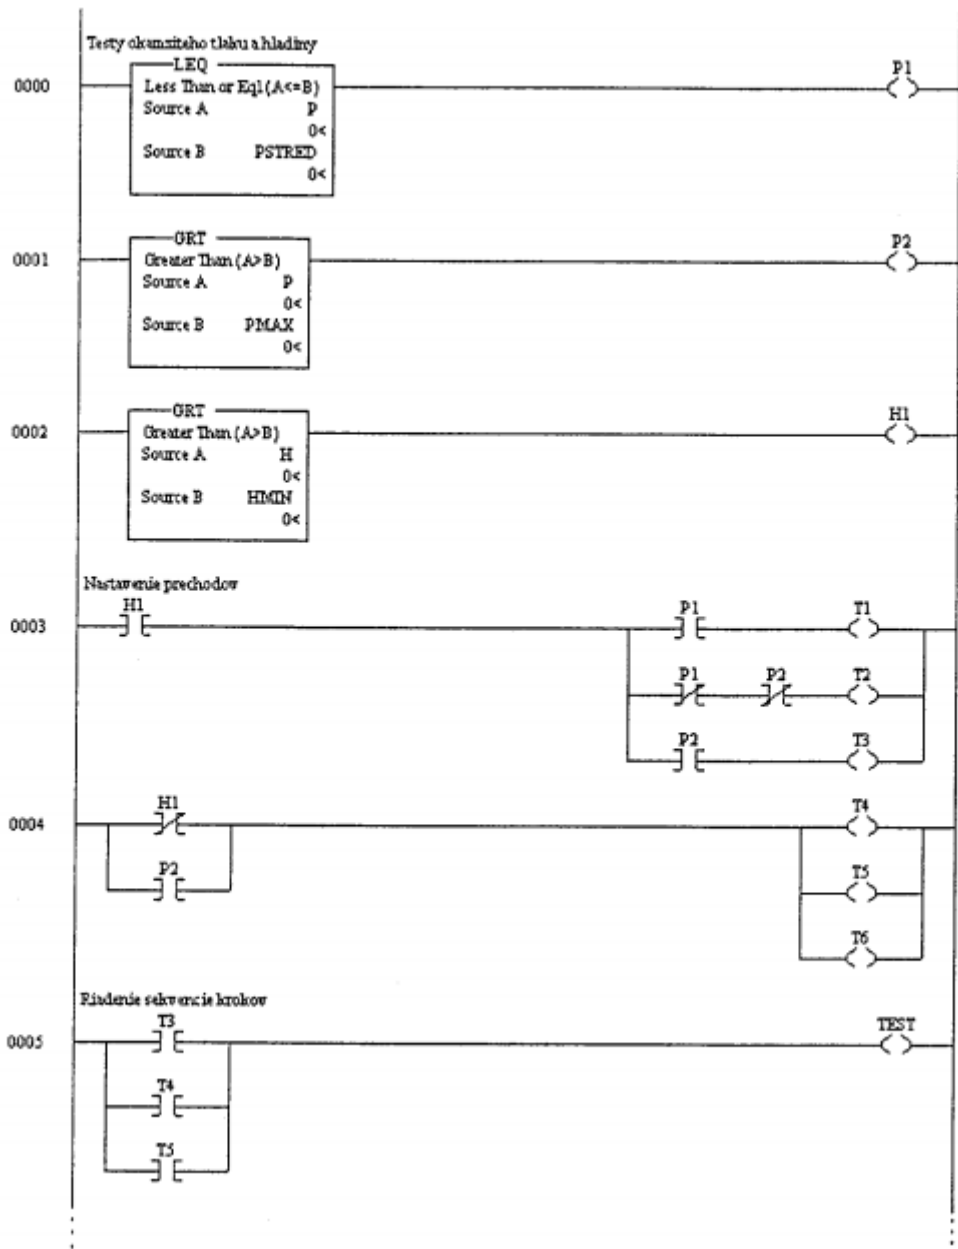 Testy okamziteho tlaku a hladiny
LEQ
0000
P1
Less Than or Eql (A<=B)
Source A P
0<
Source B PSTRED
0<
GRT
0001
P2
Greater Than (A>B)
Source A P
0<
Source B PMAX
0<
GRT
0002
H1
Greater Than (A>B)
Source A H
0<
Source B HMIN
0<
Nastavenie prechodov
0003
H1 P1 T1
P1 P2 T2
P2 T3
0004
H1 T4
P2 T5
T6
Riadenie sekvencie krokov
0005
T3 TEST
T4
T5